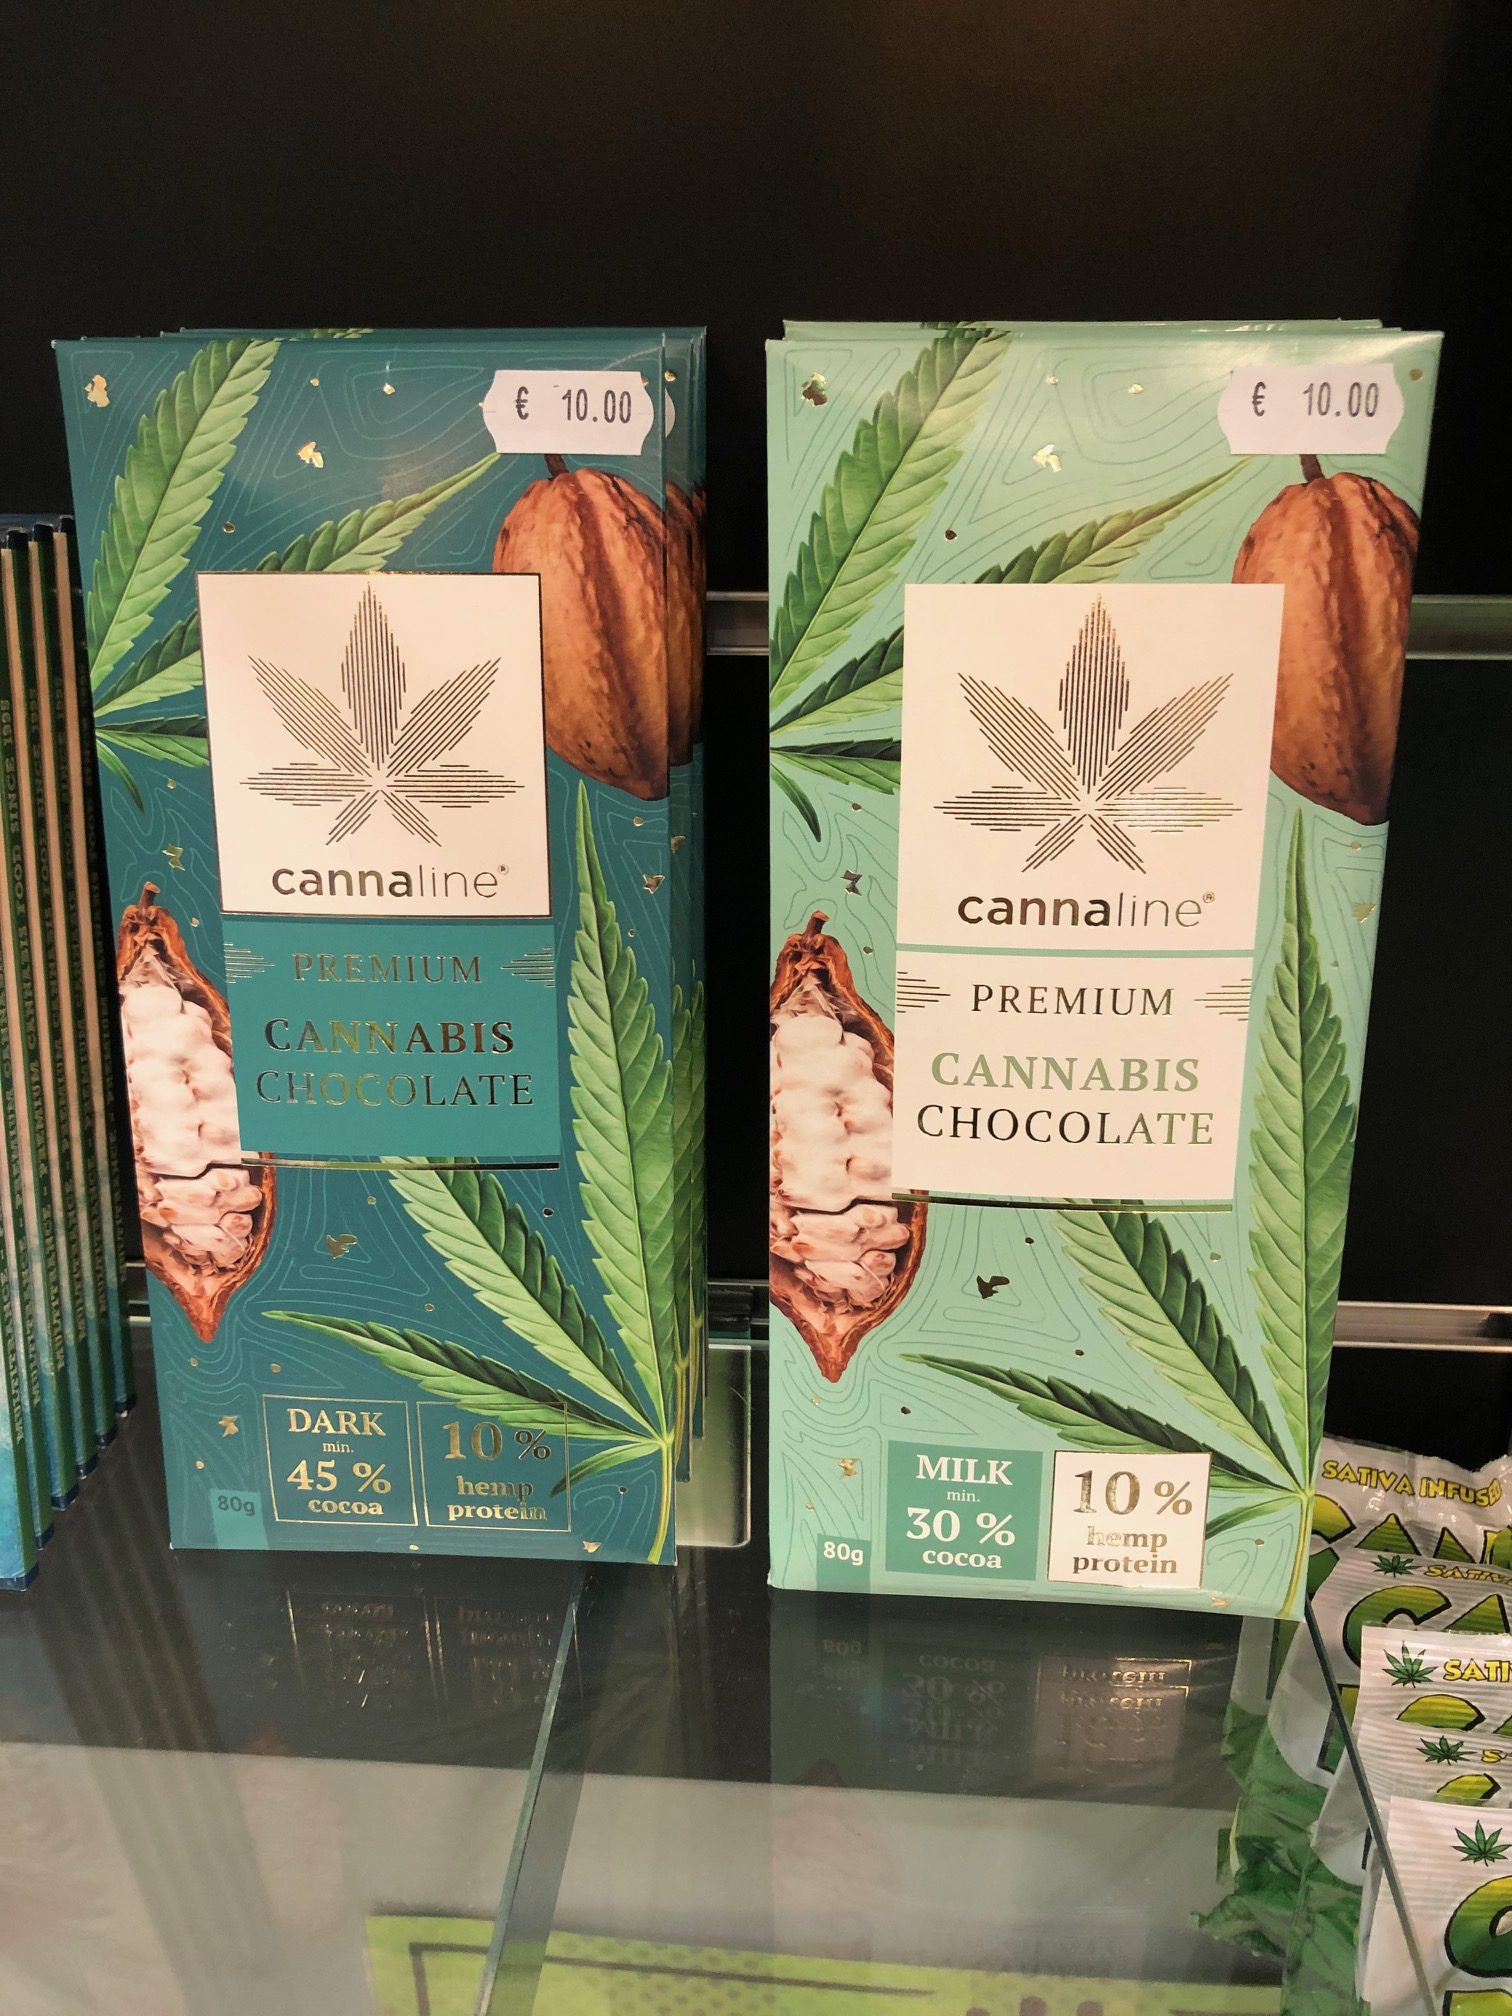 € 10.00
cannaline®
PREMIUM
CANNABIS
CHOCOLATE
DARK
min.
45 %
cocoa
10 %
hemp
protein
80g
€ 10.00
cannaline®
PREMIUM
CANNABIS
CHOCOLATE
MILK
min.
30 %
cocoa
10 %
hemp
protein
80g
SATIVA INFUSED